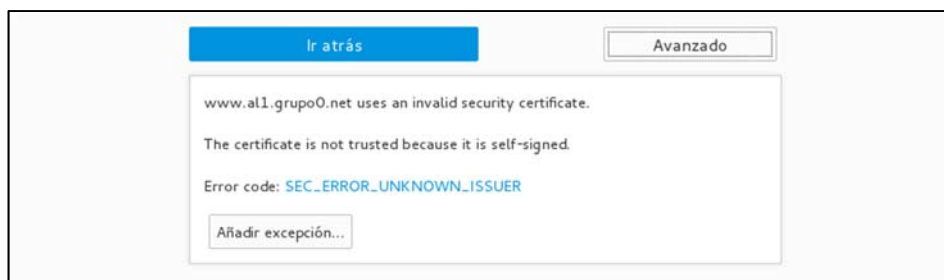 Ir atrás
Avanzado
www.al1.grupo0.net uses an invalid security certificate.
The certificate is not trusted because it is self-signed.
Error code: SEC_ERROR_UNKNOWN_ISSUER
Añadir excepción...